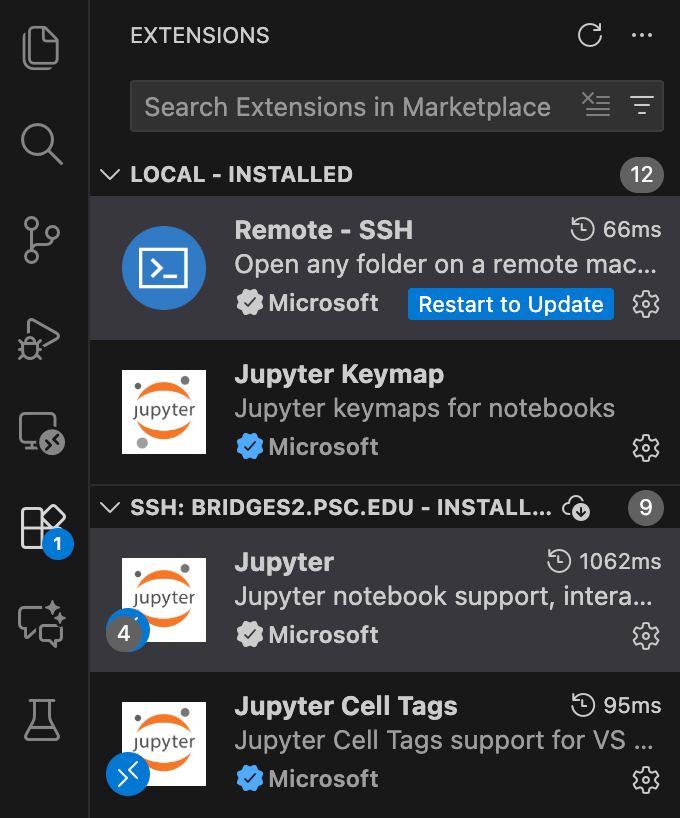 EXTENSIONS
Search Extensions in Marketplace
LOCAL - INSTALLED 12
Remote - SSH 66ms
Open any folder on a remote mac...
Microsoft Restart to Update
jupyter
Jupyter Keymap
Jupyter keymaps for notebooks
Microsoft
SSH: BRIDGES2.PSC.EDU - INSTALL... 9
1
jupyter
4
Jupyter 1062ms
Jupyter notebook support, intera...
Microsoft
jupyter
Jupyter Cell Tags 95ms
Jupyter Cell Tags support for VS ...
Microsoft